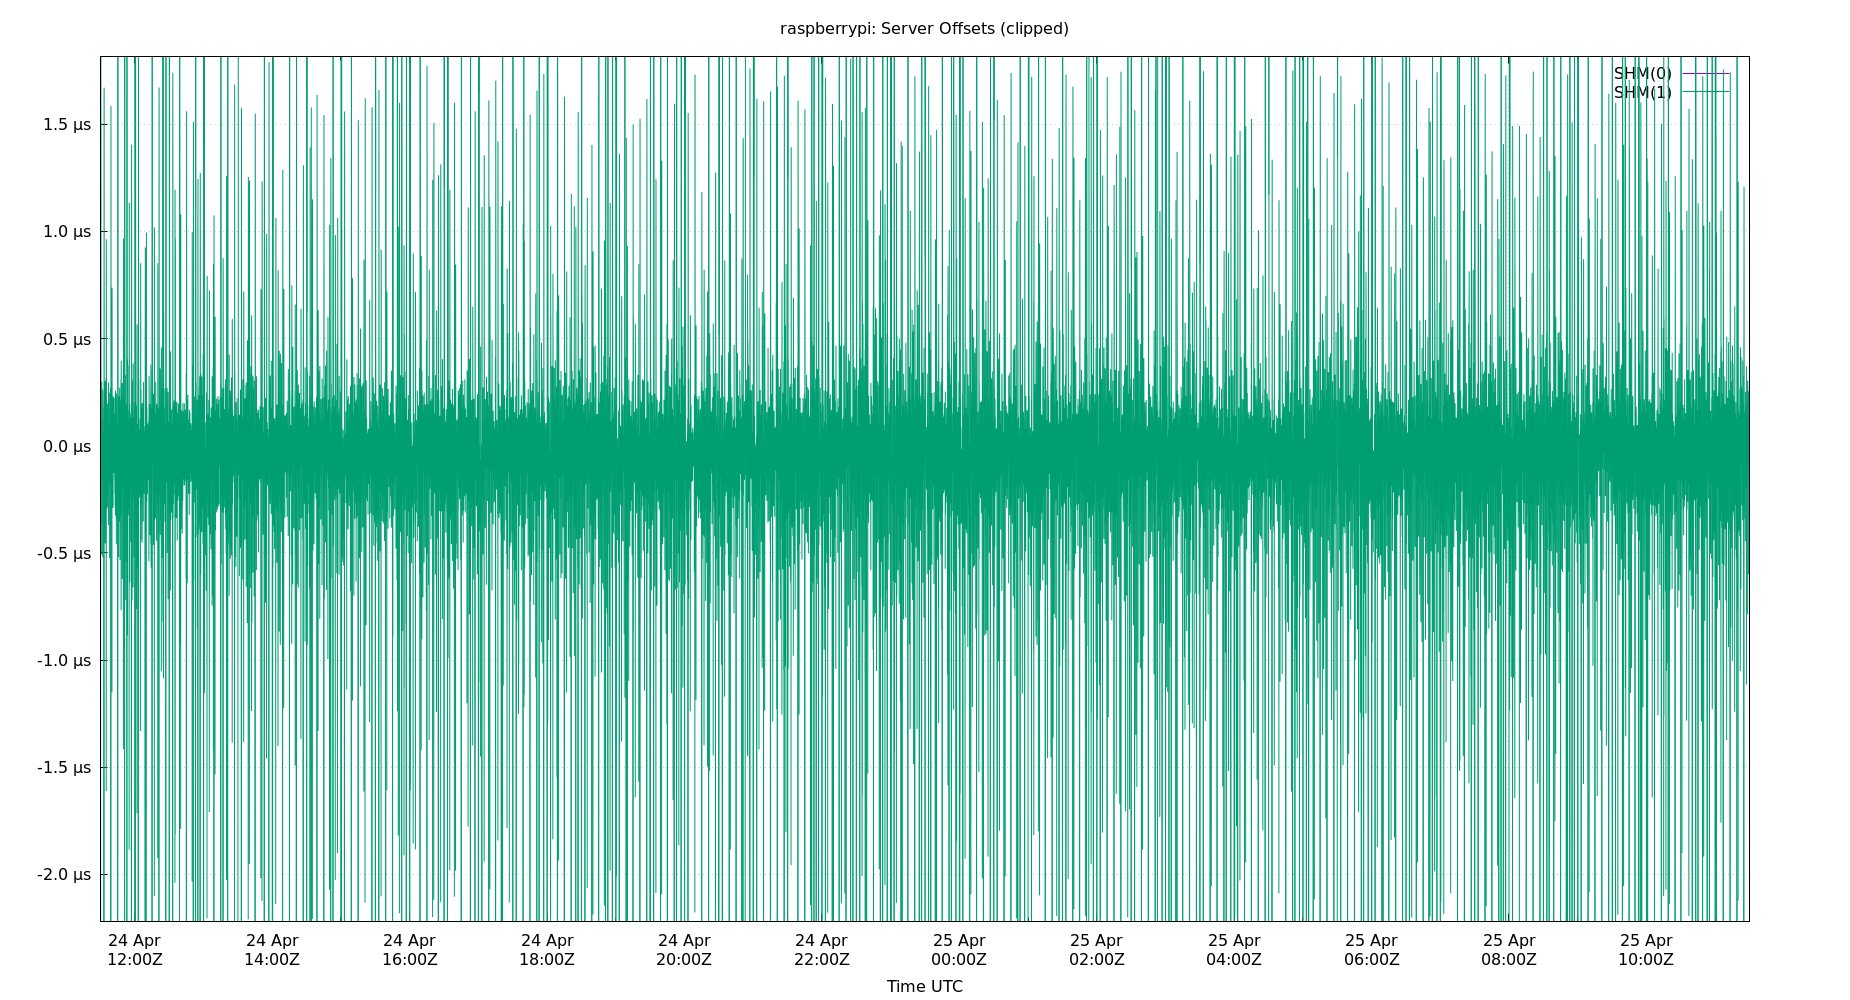 raspberrypi: Server Offsets (clipped)
SHM(0)
SHM(1)
1.5 µs
1.0 µs
0.5 µs
0.0 µs
-0.5 µs
-1.0 µs
-1.5 µs
-2.0 µs
24 Apr 24 Apr 24 Apr 24 Apr 24 Apr 24 Apr 25 Apr 25 Apr 25 Apr 25 Apr 25 Apr 25 Apr
12:00Z 14:00Z 16:00Z 18:00Z 20:00Z 22:00Z 00:00Z 02:00Z 04:00Z 06:00Z 08:00Z 10:00Z
Time UTC